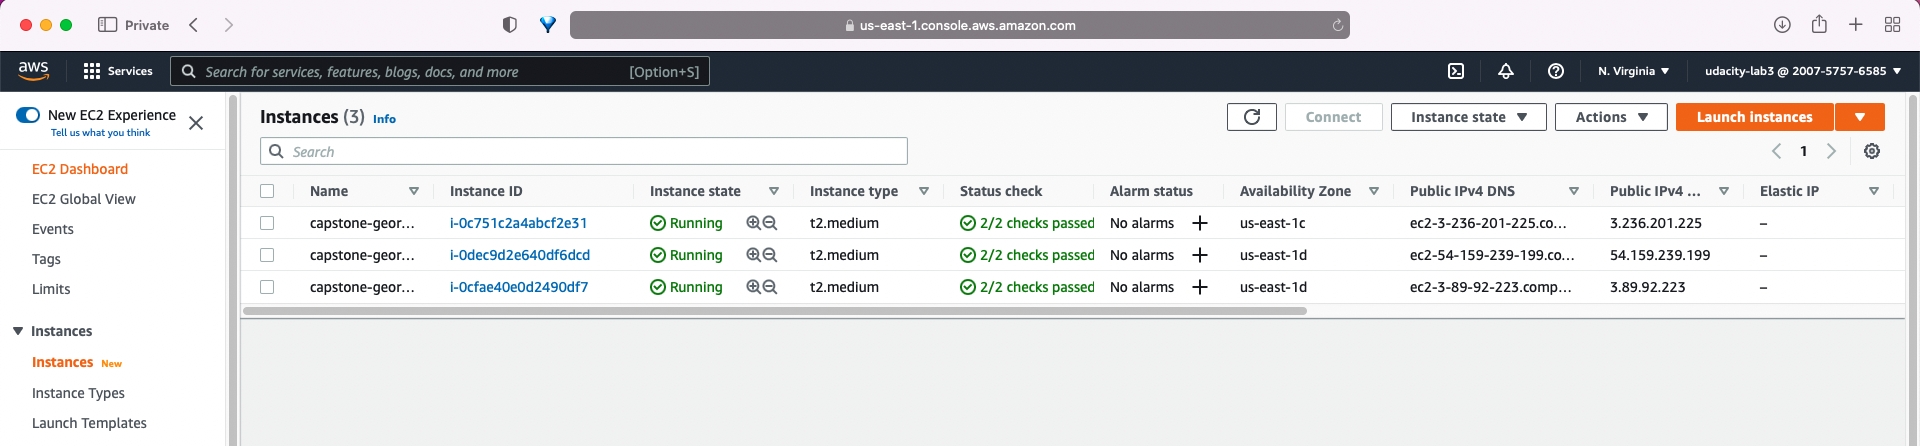 Private
us-east-1.console.aws.amazon.com
aws
Services
Search for services, features, blogs, docs, and more [Option+S]
N. Virginia
udacity-lab3 @ 2007-5757-6585
New EC2 Experience
Tell us what you think
EC2 Dashboard
EC2 Global View
Events
Tags
Limits
Instances
Instances New
Instance Types
Launch Templates
Instances (3) Info
Connect
Instance state
Actions
Launch instances
Search
1
Name Instance ID Instance state Instance type Status check Alarm status Availability Zone Public IPv4 DNS Public IPv4 ... Elastic IP
capstone-geor... i-0c751c2a4abcf2e31 Running t2.medium 2/2 checks passed No alarms + us-east-1c ec2-3-236-201-225.co... 3.236.201.225 –
capstone-geor... i-0dec9d2e640df6dcd Running t2.medium 2/2 checks passed No alarms + us-east-1d ec2-54-159-239-199.co... 54.159.239.199 –
capstone-geor... i-0cfae40e0d2490df7 Running t2.medium 2/2 checks passed No alarms + us-east-1d ec2-3-89-92-223.comp... 3.89.92.223 –